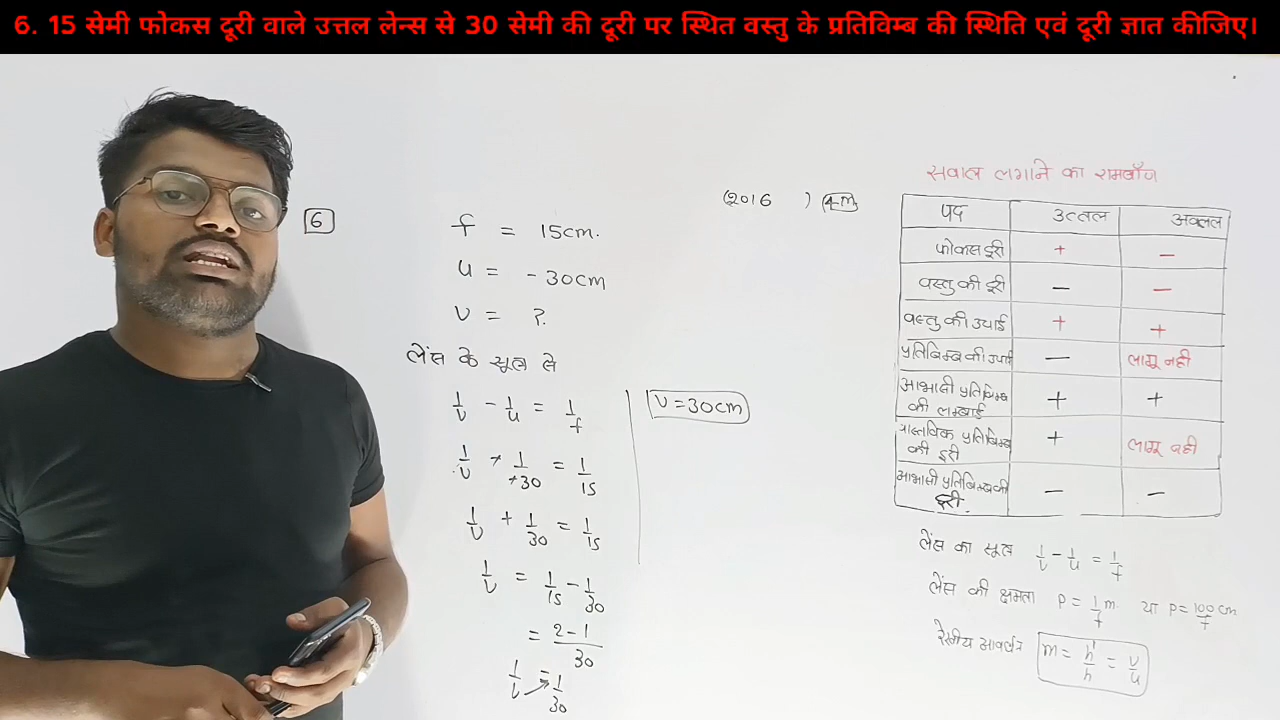 6. 15 सेमी फोकस दूरी वाले उत्तल लेन्स से 30 सेमी की दूरी पर स्थित वस्तु के प्रतिविम्ब की स्थिति एवं दूरी ज्ञात कीजिए।
6
f = 15cm.
u = -30cm
v = ?
लेंस के सूत्र से
1/v - 1/u = 1/f
1/v + 1/+30 = 1/15
1/v + 1/30 = 1/15
1/v = 1/15 - 1/30
= 2-1/30
1/v = 1/30
v = 30cm
(2016 ) (4m)
सवाल लगाने का रामबाँण
पद उत्तल अवतल
फोकस दूरी + -
वस्तु की दूरी - -
वस्तु की उचाई + +
प्रतिबिम्ब की उचाई - लागू नही
आभासी प्रतिबिम्ब की लम्बाई + +
वास्तविक प्रतिबिम्ब की दूरी + लागू नही
आभासी प्रतिबिम्ब की दूरी. - -
लेंस का सूत्र 1/v - 1/u = 1/f
लेंस की क्षमता P = 1/f m या P = 100/f cm
रेखीय आवर्धन m = h'/h = v/u